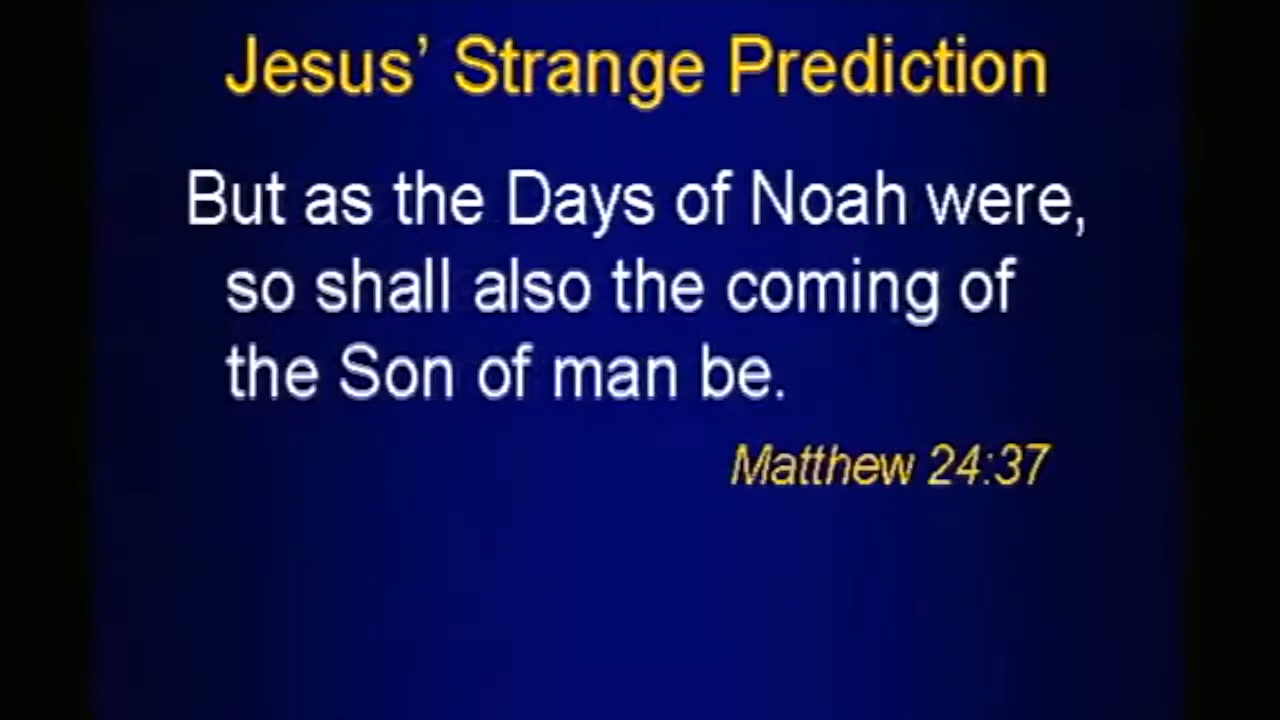 Jesus’ Strange Prediction
But as the Days of Noah were,
so shall also the coming of
the Son of man be.
Matthew 24:37